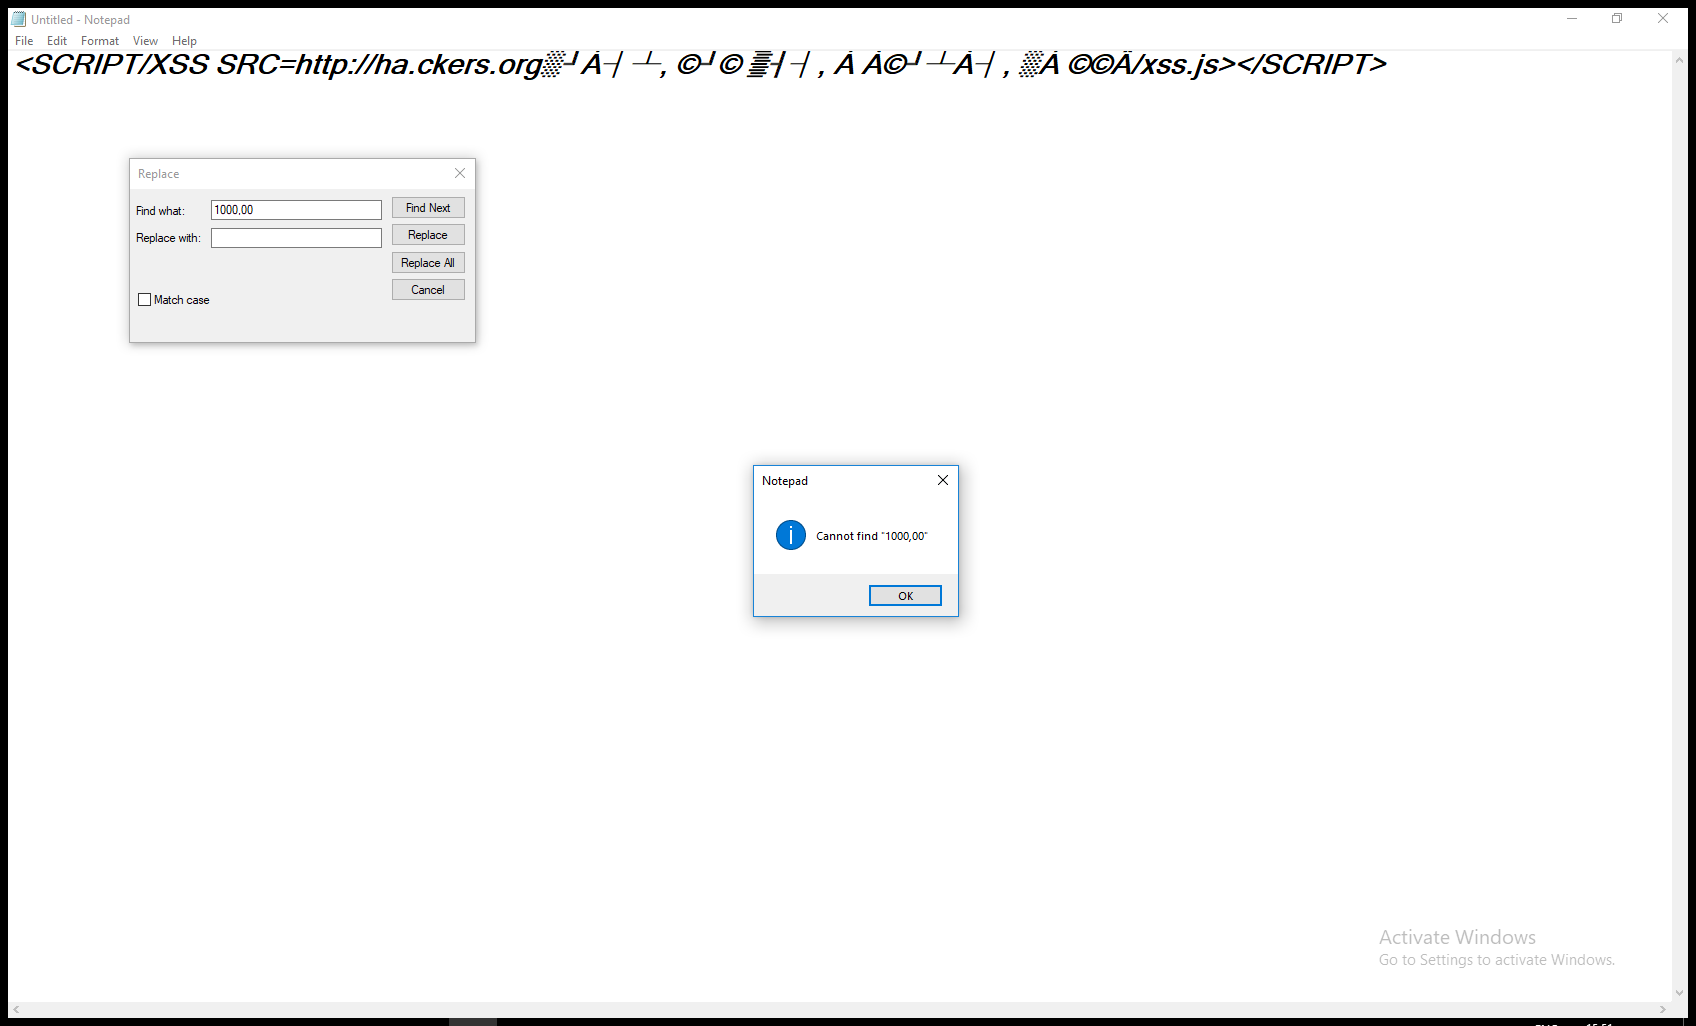 Untitled - Notepad
File Edit Format View Help
<SCRIPT/XSS SRC=http://ha.ckers.org▒┘Á┤ ┴, ©┘© ▓┤┤, Á Á©┘┴Á┤, ▒Á ©©Ã/xss.js></SCRIPT>
Replace
Find what: 1000,00
Find Next
Replace with:
Replace
Replace All
Cancel
Match case
Notepad
Cannot find "1000,00"
OK
Activate Windows
Go to Settings to activate Windows.